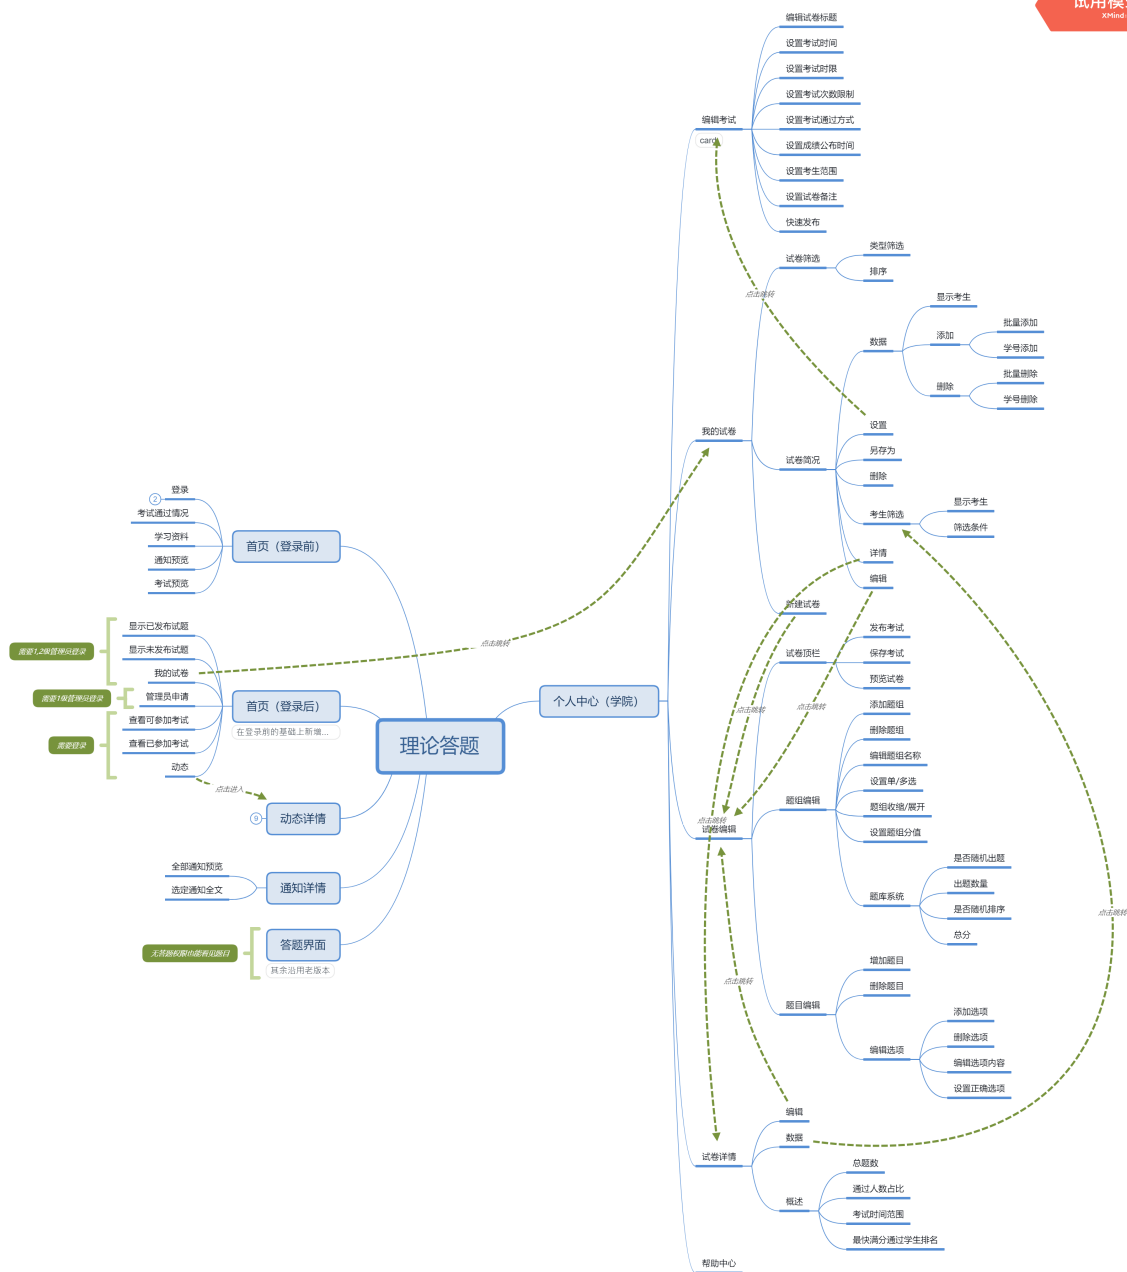 试用模
XMind
理论答题
首页（登录前）
登录
2
考试通过情况
学习资料
通知预览
考试预览
首页（登录后）
在登录前的基础上新增...
显示已发布试题
显示未发布试题
需要1,2级管理员登录
我的试卷
管理员申请
需要1级管理员登录
查看可参加考试
查看已参加考试
需要登录
动态
点击进入
动态详情
9
通知详情
全部通知预览
选定通知全文
答题界面
其余沿用老版本
无答题权限也能看见题目
个人中心（学院）
编辑考试
card
编辑试卷标题
设置考试时间
设置考试时限
设置考试次数限制
设置考试通过方式
设置成绩公布时间
设置考生范围
设置试卷备注
快速发布
我的试卷
试卷筛选
类型筛选
排序
点击跳转
试卷简况
数据
显示考生
添加
批量添加
学号添加
删除
批量删除
学号删除
设置
另存为
删除
考生筛选
显示考生
筛选条件
详情
编辑
新建试卷
点击跳转
试卷编辑
试卷顶栏
发布考试
保存考试
预览试卷
点击跳转
点击跳转
点击跳转
题组编辑
添加题组
删除题组
编辑题组名称
设置单/多选
题组收缩/展开
设置题组分值
题库系统
是否随机出题
出题数量
是否随机排序
总分
点击跳转
题目编辑
增加题目
删除题目
编辑选项
添加选项
删除选项
编辑选项内容
设置正确选项
点击跳转
试卷详情
编辑
数据
概述
总题数
通过人数占比
考试时间范围
最快满分通过学生排名
帮助中心